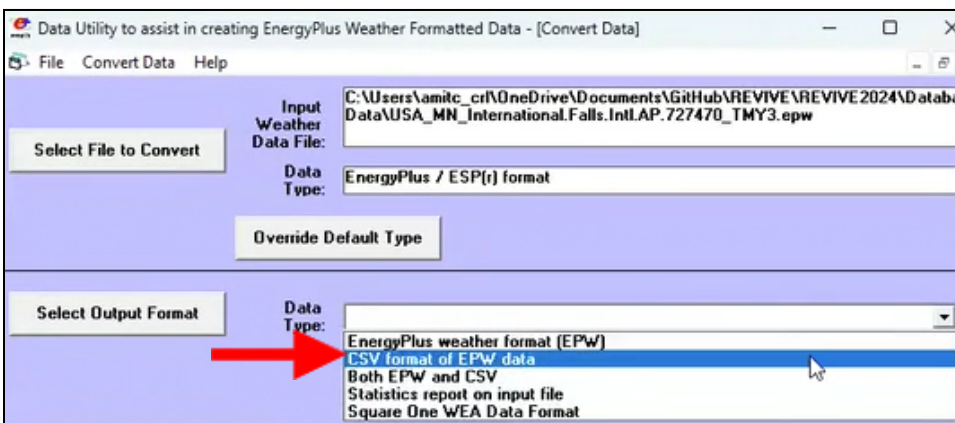 Data Utility to assist in creating EnergyPlus Weather Formatted Data - [Convert Data]
File Convert Data Help
Select File to Convert
Input
Weather
Data File:
C:\Users\amitc_crl\OneDrive\Documents\GitHub\REVIVE\REVIVE2024\Databa
Data\USA_MN_International.Falls.Intl.AP.727470_TMY3.epw
Data
Type:
EnergyPlus / ESP(r) format
Override Default Type
Select Output Format
Data
Type:
EnergyPlus weather format (EPW)
CSV format of EPW data
Both EPW and CSV
Statistics report on input file
Square One WEA Data Format